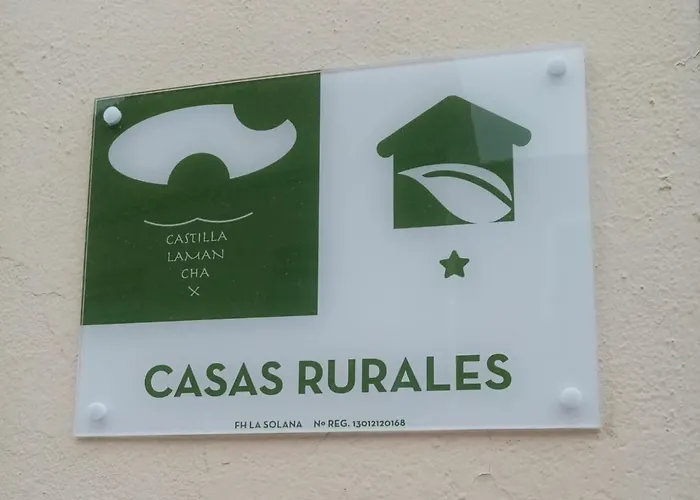 CASTILLA
LAMAN
CHA
X
CASAS RURALES
FH LA SOLANA Nº REG. 13012120168